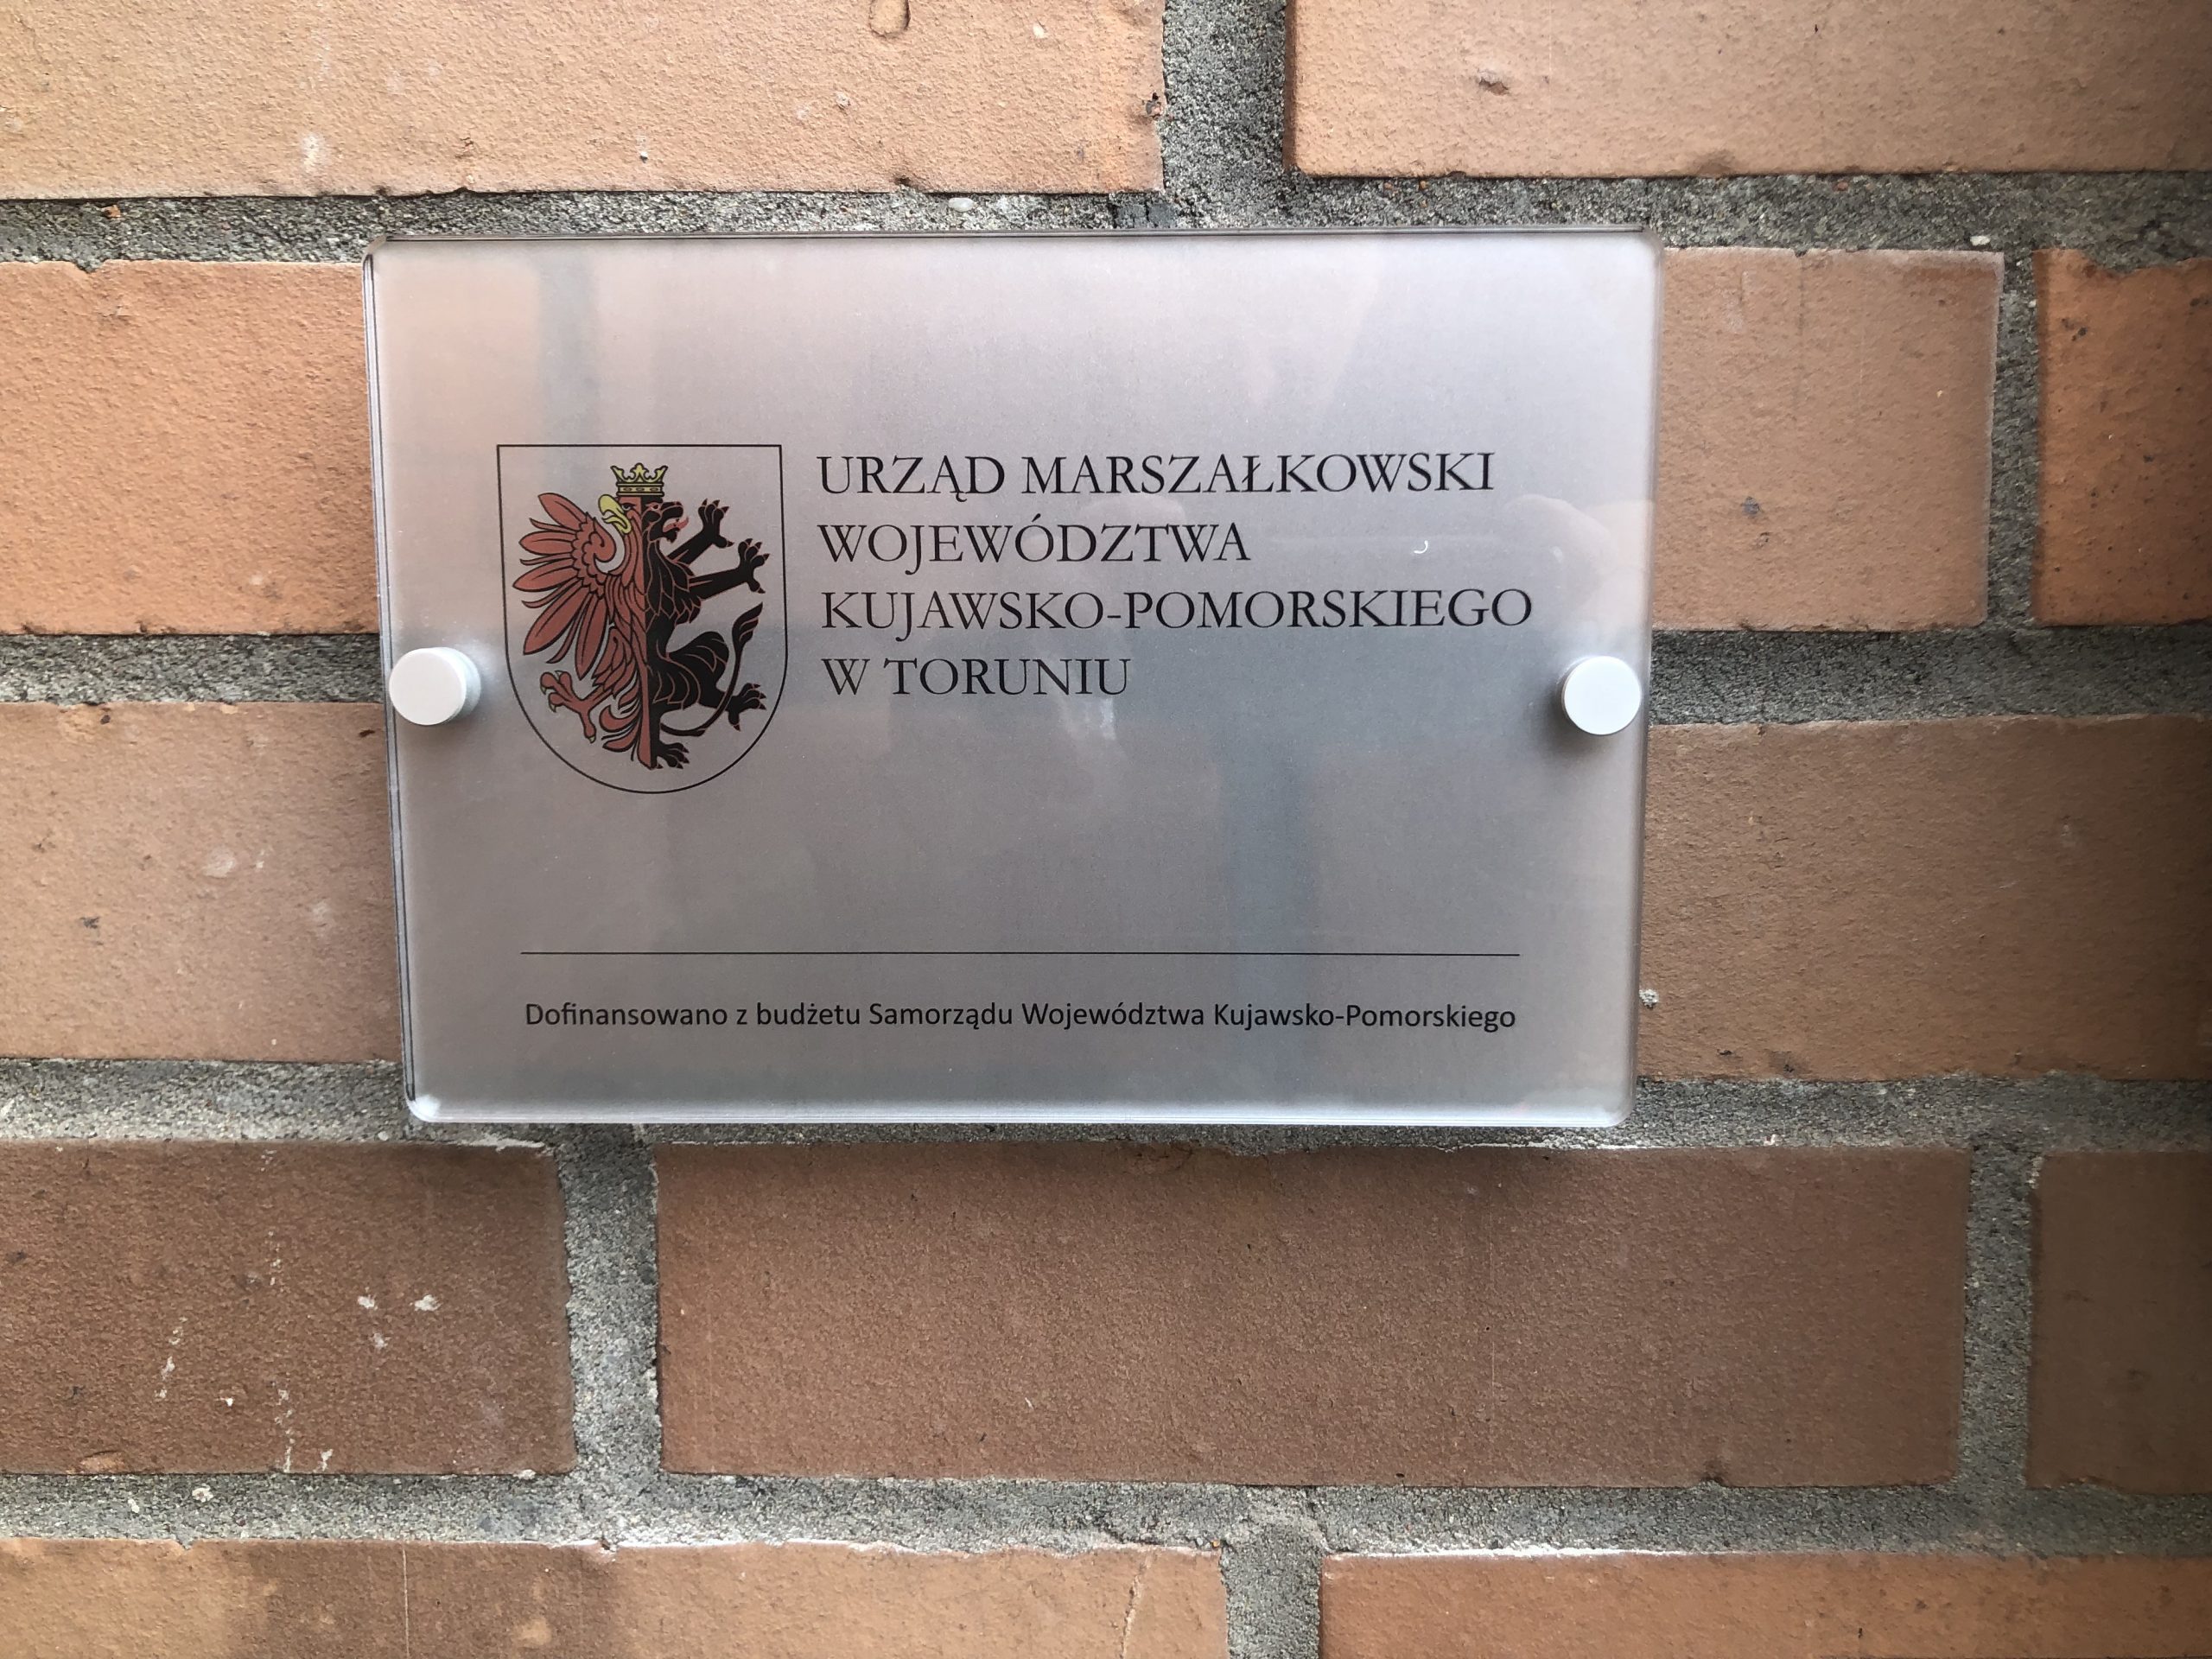 URZĄD MARSZAŁKOWSKI
WOJEWÓDZTWA
KUJAWSKO-POMORSKIEGO
W TORUNIU
Dofinansowano z budżetu Samorządu Województwa Kujawsko-Pomorskiego